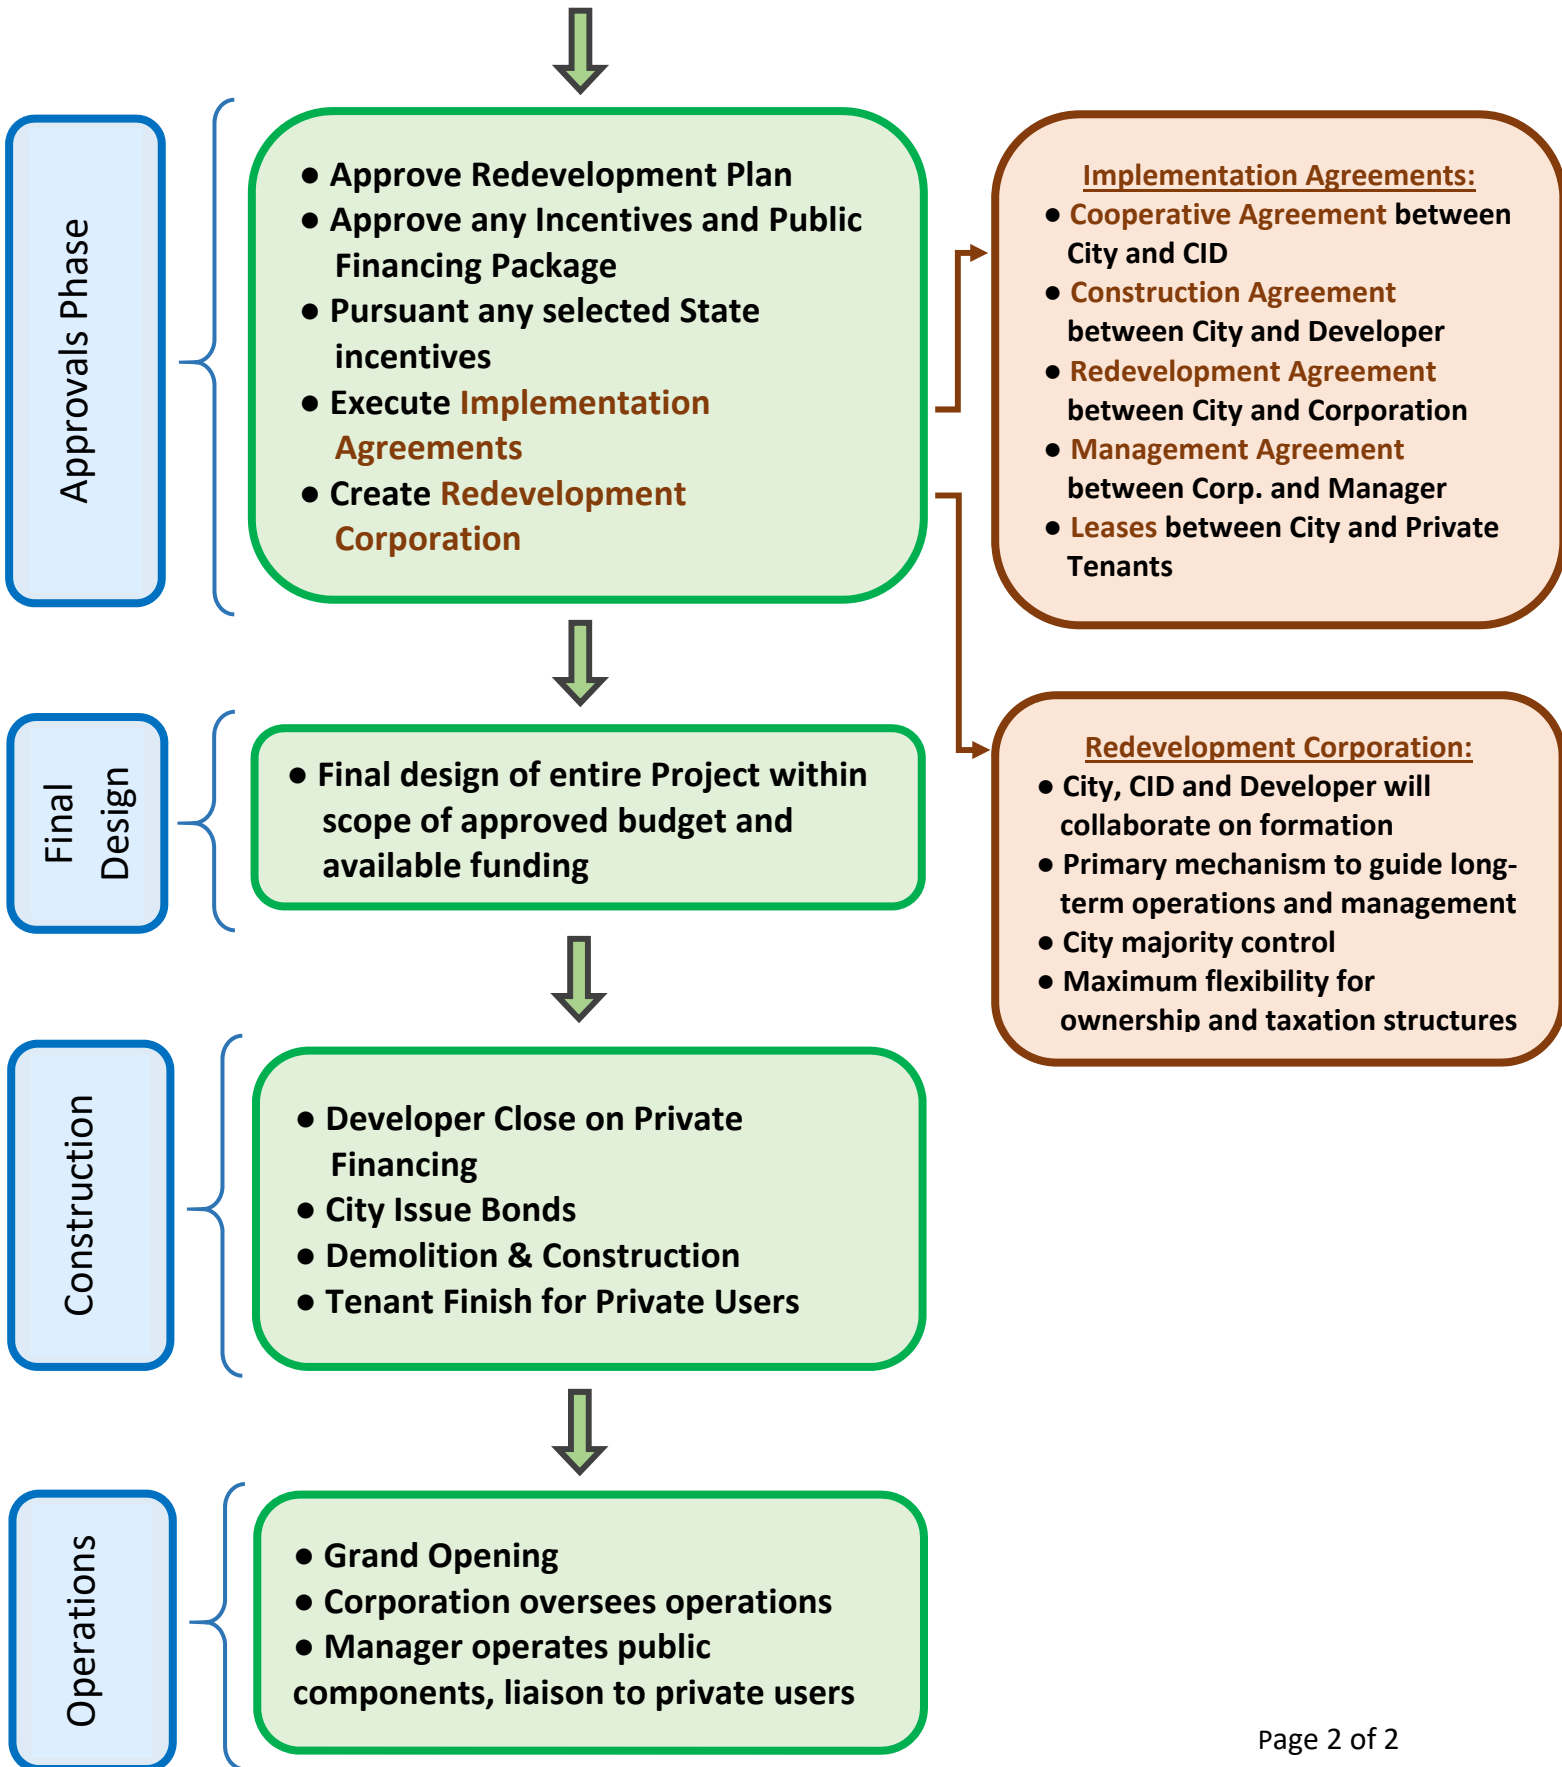 Approvals Phase
● Approve Redevelopment Plan
● Approve any Incentives and Public
Financing Package
● Pursuant any selected State
incentives
● Execute Implementation
Agreements
● Create Redevelopment
Corporation
Implementation Agreements:
● Cooperative Agreement between
City and CID
● Construction Agreement
between City and Developer
● Redevelopment Agreement
between City and Corporation
● Management Agreement
between Corp. and Manager
● Leases between City and Private
Tenants
Final
Design
● Final design of entire Project within
scope of approved budget and
available funding
Redevelopment Corporation:
● City, CID and Developer will
collaborate on formation
● Primary mechanism to guide long-
term operations and management
● City majority control
● Maximum flexibility for
ownership and taxation structures
Construction
● Developer Close on Private
Financing
● City Issue Bonds
● Demolition & Construction
● Tenant Finish for Private Users
Operations
● Grand Opening
● Corporation oversees operations
● Manager operates public
components, liaison to private users
Page 2 of 2